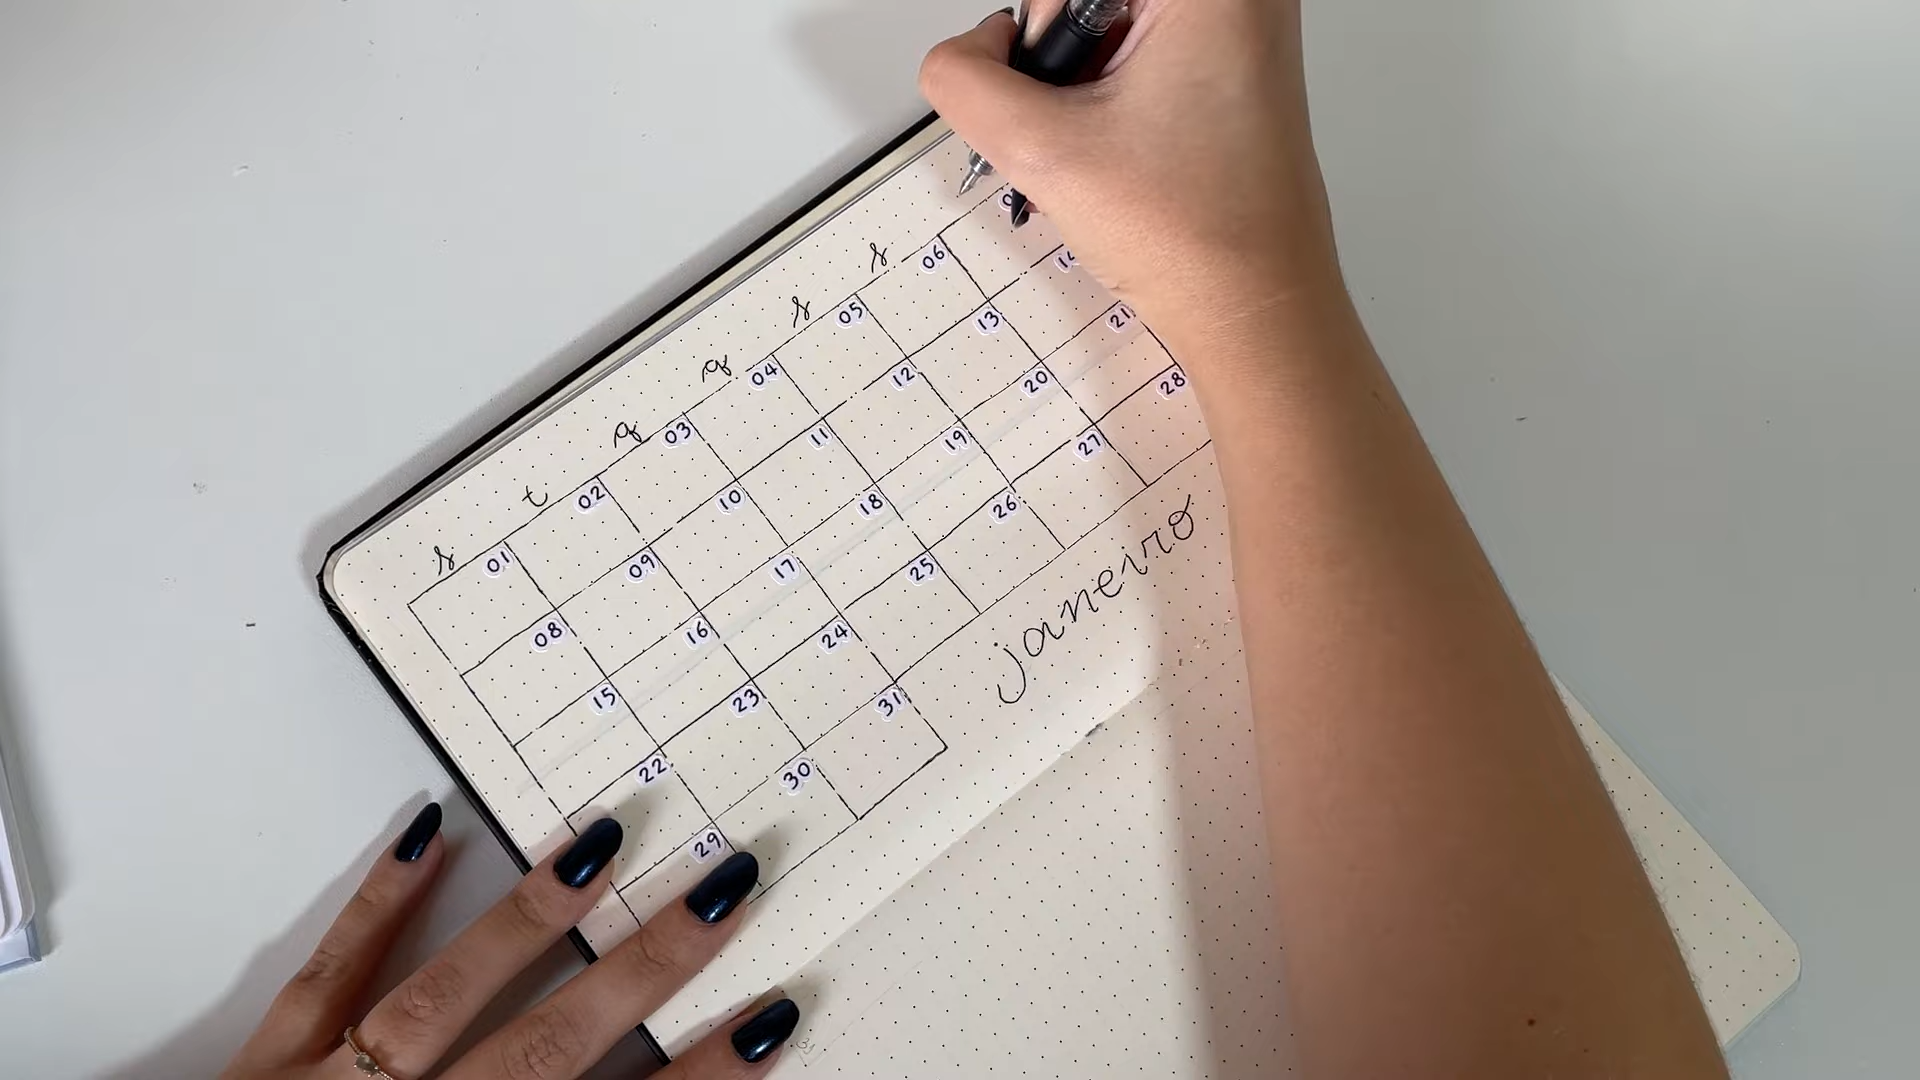 s t q q s s
01 02 03 04 05 06
08 09 10 11 12 13
15 16 17 18 19 20 21
22 23 24 25 26 27 28
29 30 31
janeiro